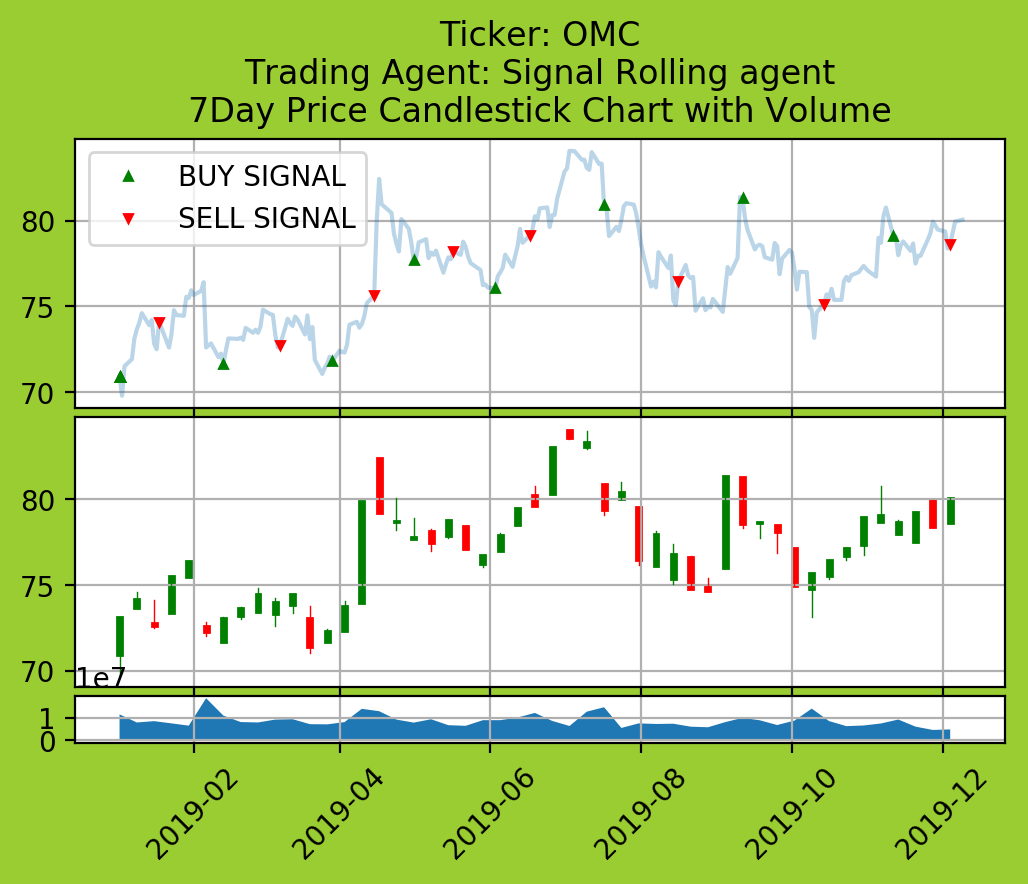 Ticker: OMC
Trading Agent: Signal Rolling agent
7Day Price Candlestick Chart with Volume
BUY SIGNAL
SELL SIGNAL
80
75
70
80
75
70
1e7
1
0
2019-02
2019-04
2019-06
2019-08
2019-10
2019-12